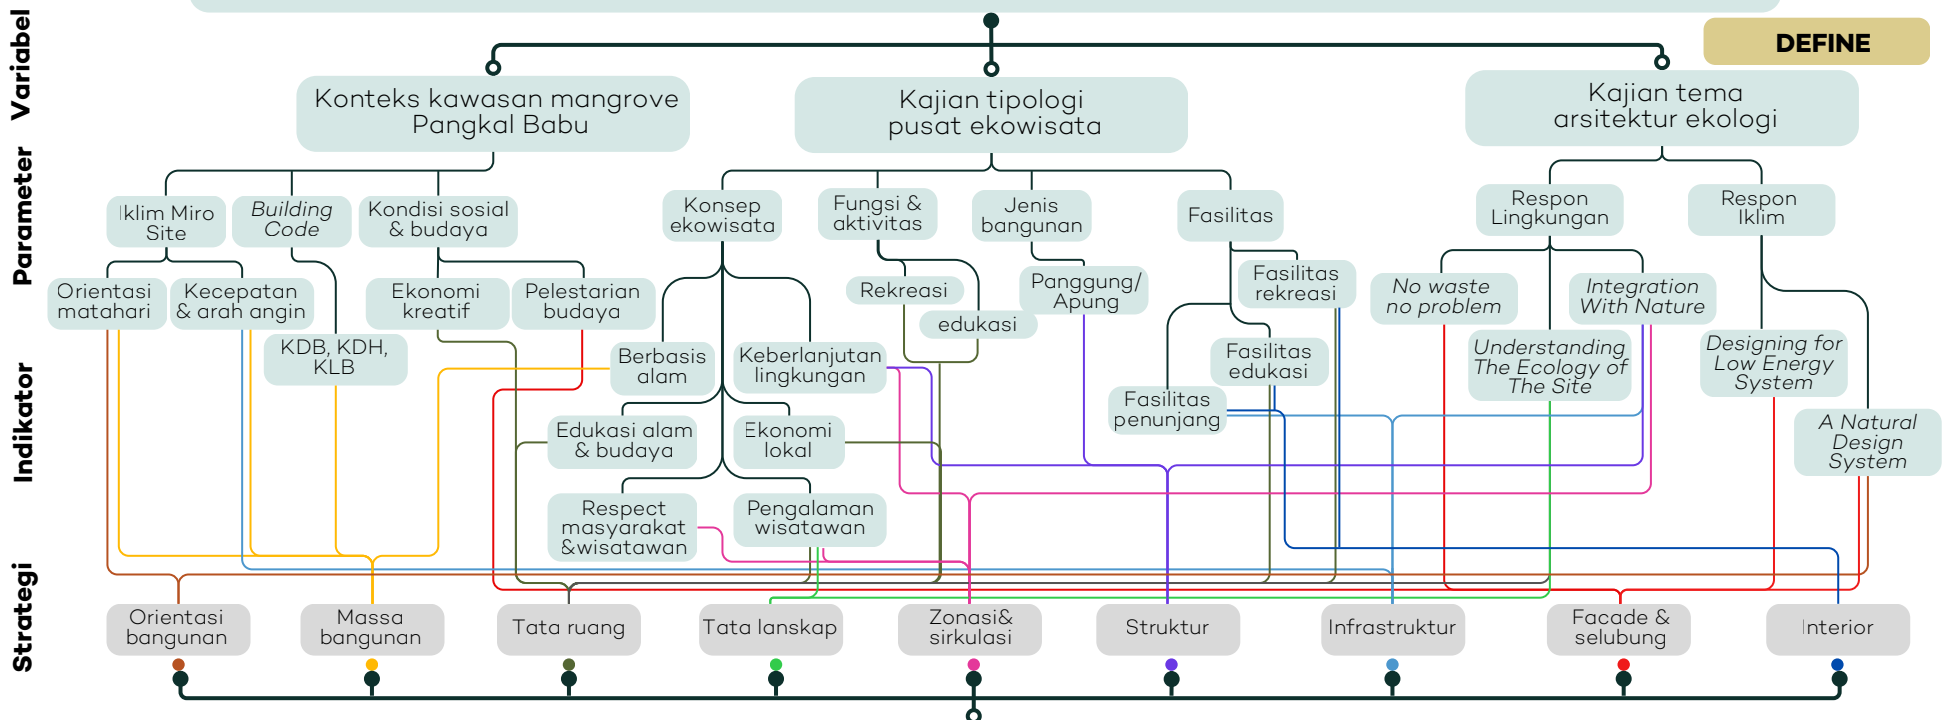 Variabel
DEFINE
Konteks kawasan mangrove
Pangkal Babu
Kajian tipologi
pusat ekowisata
Kajian tema
arsitektur ekologi
Parameter
Iklim Miro
Site
Building
Code
Kondisi sosial
& budaya
Konsep
ekowisata
Fungsi &
aktivitas
Jenis
bangunan
Fasilitas
Respon
Lingkungan
Respon
Iklim
Indikator
Orientasi
matahari
Kecepatan
& arah angin
KDB, KDH,
KLB
Ekonomi
kreatif
Pelestarian
budaya
Berbasis
alam
Keberlanjutan
lingkungan
Edukasi alam
& budaya
Ekonomi
lokal
Respect
masyarakat
&wisatawan
Pengalaman
wisatawan
Rekreasi
edukasi
Panggung/
Apung
Fasilitas
rekreasi
Fasilitas
edukasi
Fasilitas
penunjang
No waste
no problem
Understanding
The Ecology of
The Site
Integration
With Nature
Designing for
Low Energy
System
A Natural
Design
System
Strategi
Orientasi
bangunan
Massa
bangunan
Tata ruang
Tata lanskap
Zonasi&
sirkulasi
Struktur
Infrastruktur
Facade &
selubung
Interior